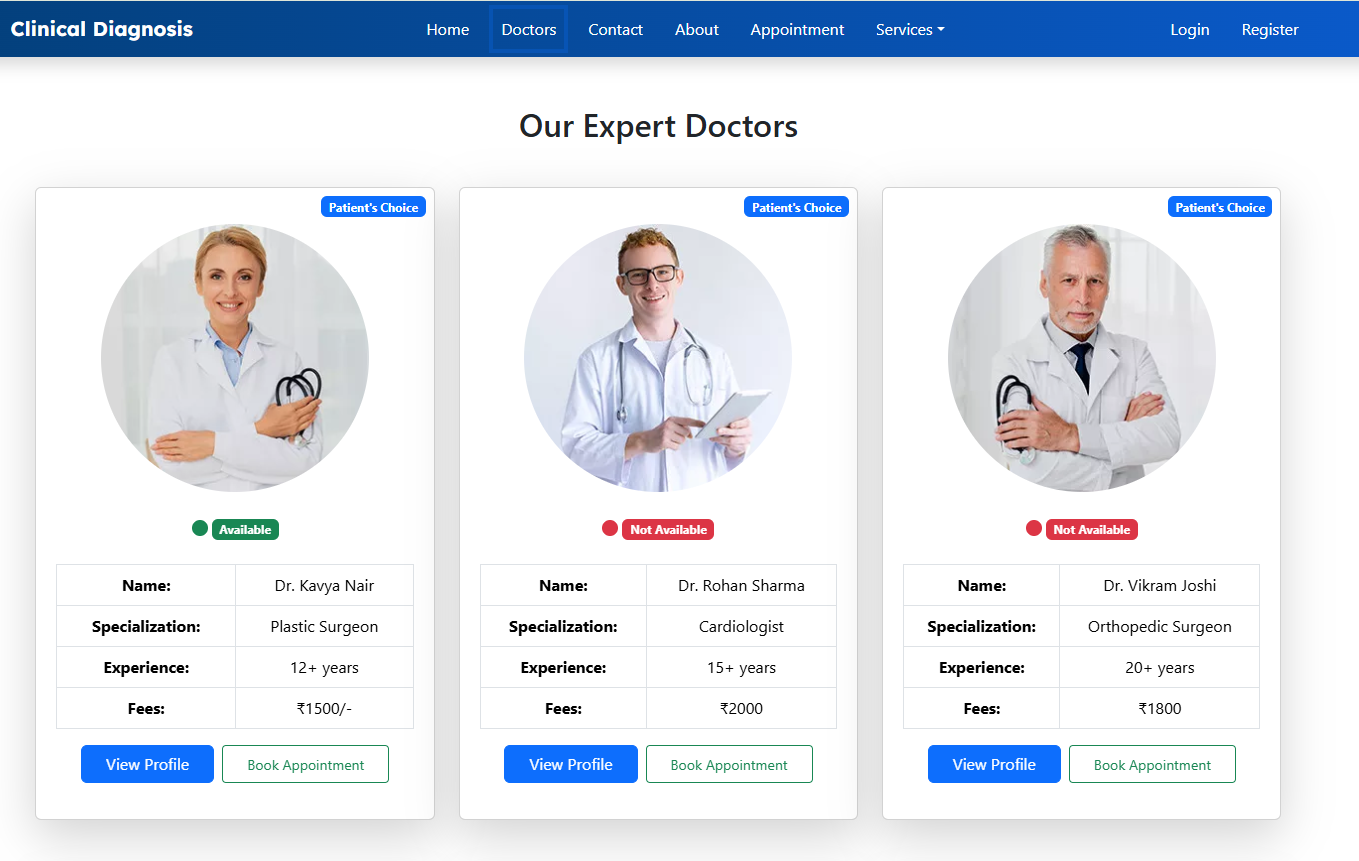 Clinical Diagnosis Home Doctors Contact About Appointment Services Login Register
Our Expert Doctors
Patient's Choice
Available
Name: Dr. Kavya Nair
Specialization: Plastic Surgeon
Experience: 12+ years
Fees: ₹1500/-
View Profile Book Appointment
Patient's Choice
Not Available
Name: Dr. Rohan Sharma
Specialization: Cardiologist
Experience: 15+ years
Fees: ₹2000
View Profile Book Appointment
Patient's Choice
Not Available
Name: Dr. Vikram Joshi
Specialization: Orthopedic Surgeon
Experience: 20+ years
Fees: ₹1800
View Profile Book Appointment